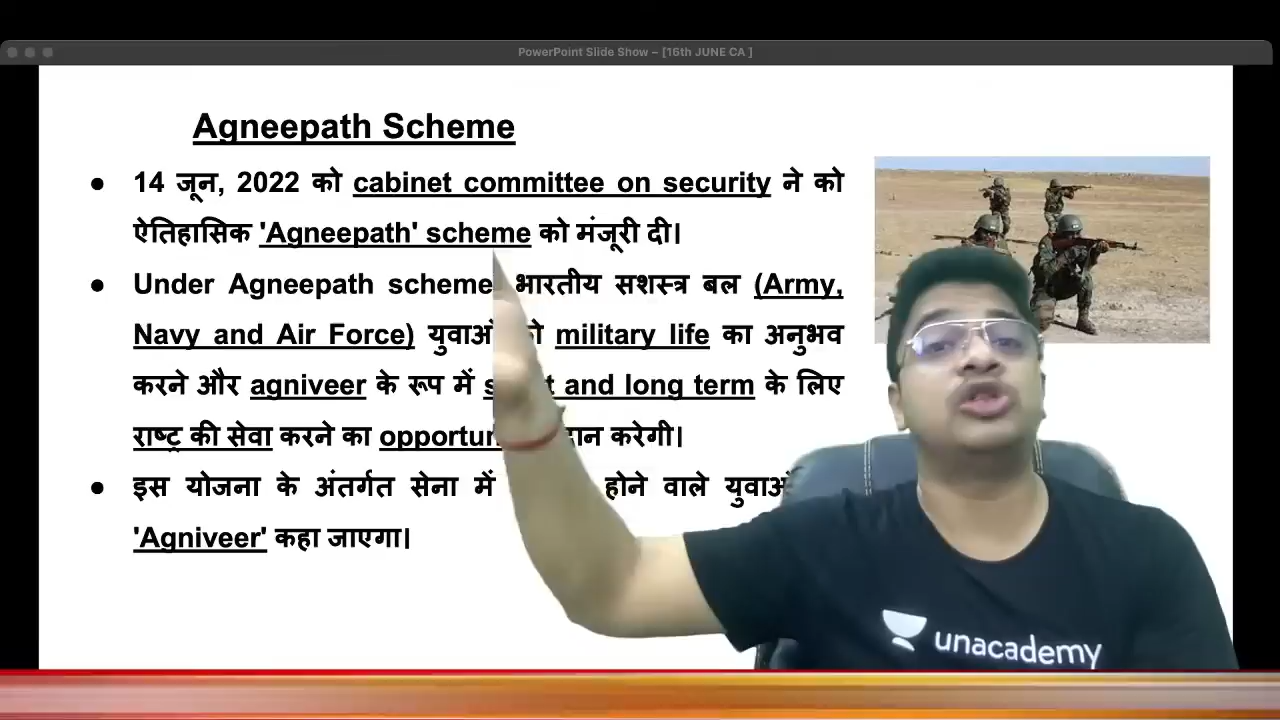 PowerPoint Slide Show – [16th JUNE CA ]
Agneepath Scheme
● 14 जून, 2022 को cabinet committee on security ने को
ऐतिहासिक 'Agneepath' scheme को मंजूरी दी।
● Under Agneepath scheme भारतीय सशस्त्र बल (Army,
Navy and Air Force) युवाओं military life का अनुभव
करने और agniveer के रूप में and long term के लिए
राष्ट्र की सेवा करने का करेगी।
● इस योजना के अंतर्गत सेना में होने वाले
'Agniveer' कहा जाएगा।
unacademy